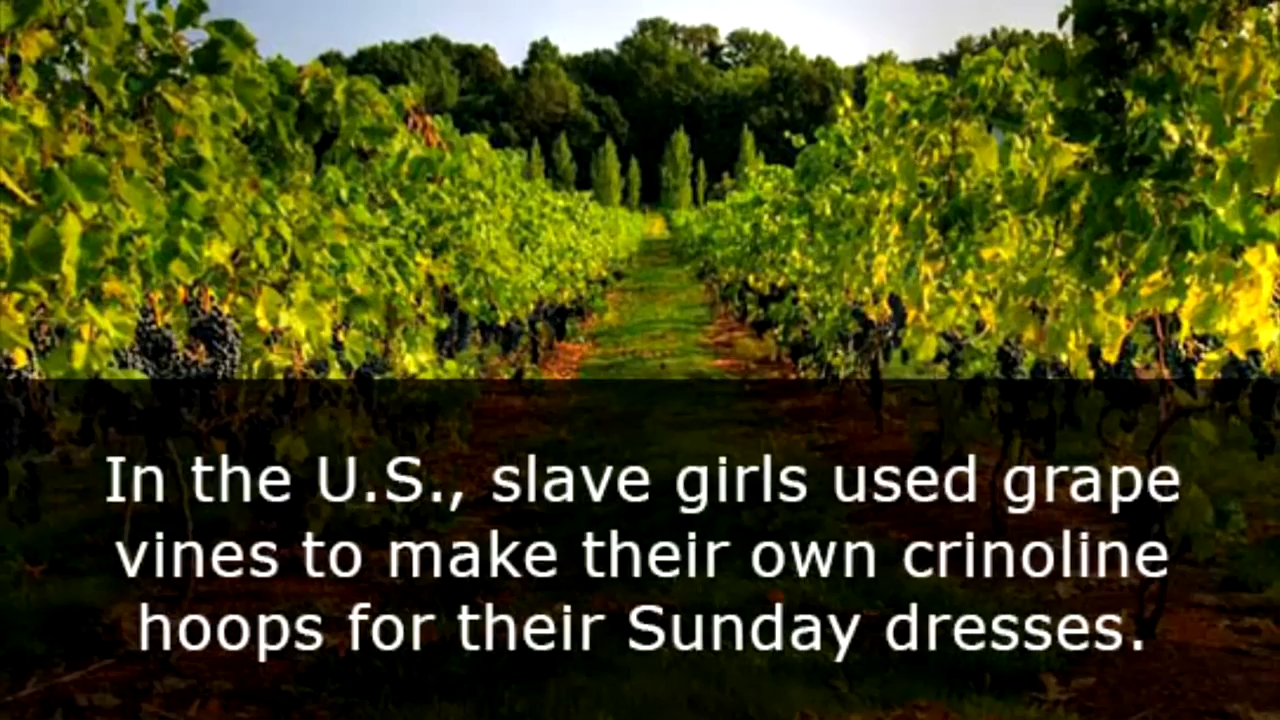 In the U.S., slave girls used grape
vines to make their own crinoline
hoops for their Sunday dresses.